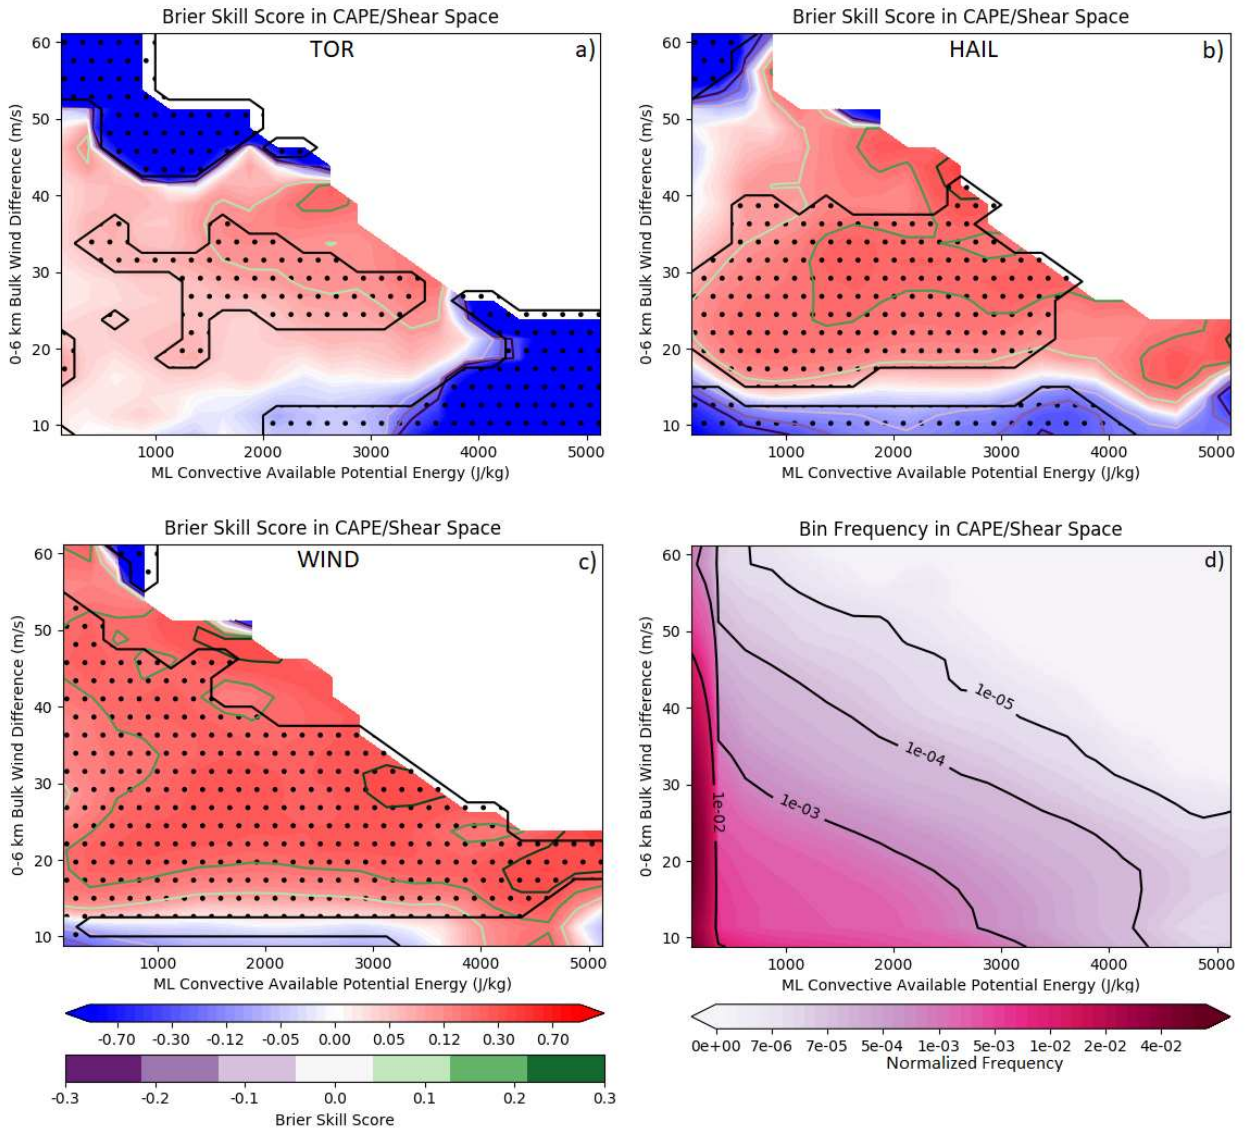 Brier Skill Score in CAPE/Shear Space
TOR
a)
60
50
40
30
20
10
0-6 km Bulk Wind Difference (m/s)
1000 2000 3000 4000 5000
ML Convective Available Potential Energy (J/kg)
Brier Skill Score in CAPE/Shear Space
HAIL
b)
60
50
40
30
20
10
0-6 km Bulk Wind Difference (m/s)
1000 2000 3000 4000 5000
ML Convective Available Potential Energy (J/kg)
Brier Skill Score in CAPE/Shear Space
WIND
c)
60
50
40
30
20
10
0-6 km Bulk Wind Difference (m/s)
1000 2000 3000 4000 5000
ML Convective Available Potential Energy (J/kg)
-0.70 -0.30 -0.12 -0.05 0.00 0.05 0.12 0.30 0.70
-0.3 -0.2 -0.1 0.0 0.1 0.2 0.3
Brier Skill Score
Bin Frequency in CAPE/Shear Space
d)
60
50
40
30
20
10
0-6 km Bulk Wind Difference (m/s)
1e-05
1e-04
1e-03
1e-02
1000 2000 3000 4000 5000
ML Convective Available Potential Energy (J/kg)
0e+00 7e-06 7e-05 5e-04 1e-03 5e-03 1e-02 2e-02 4e-02
Normalized Frequency